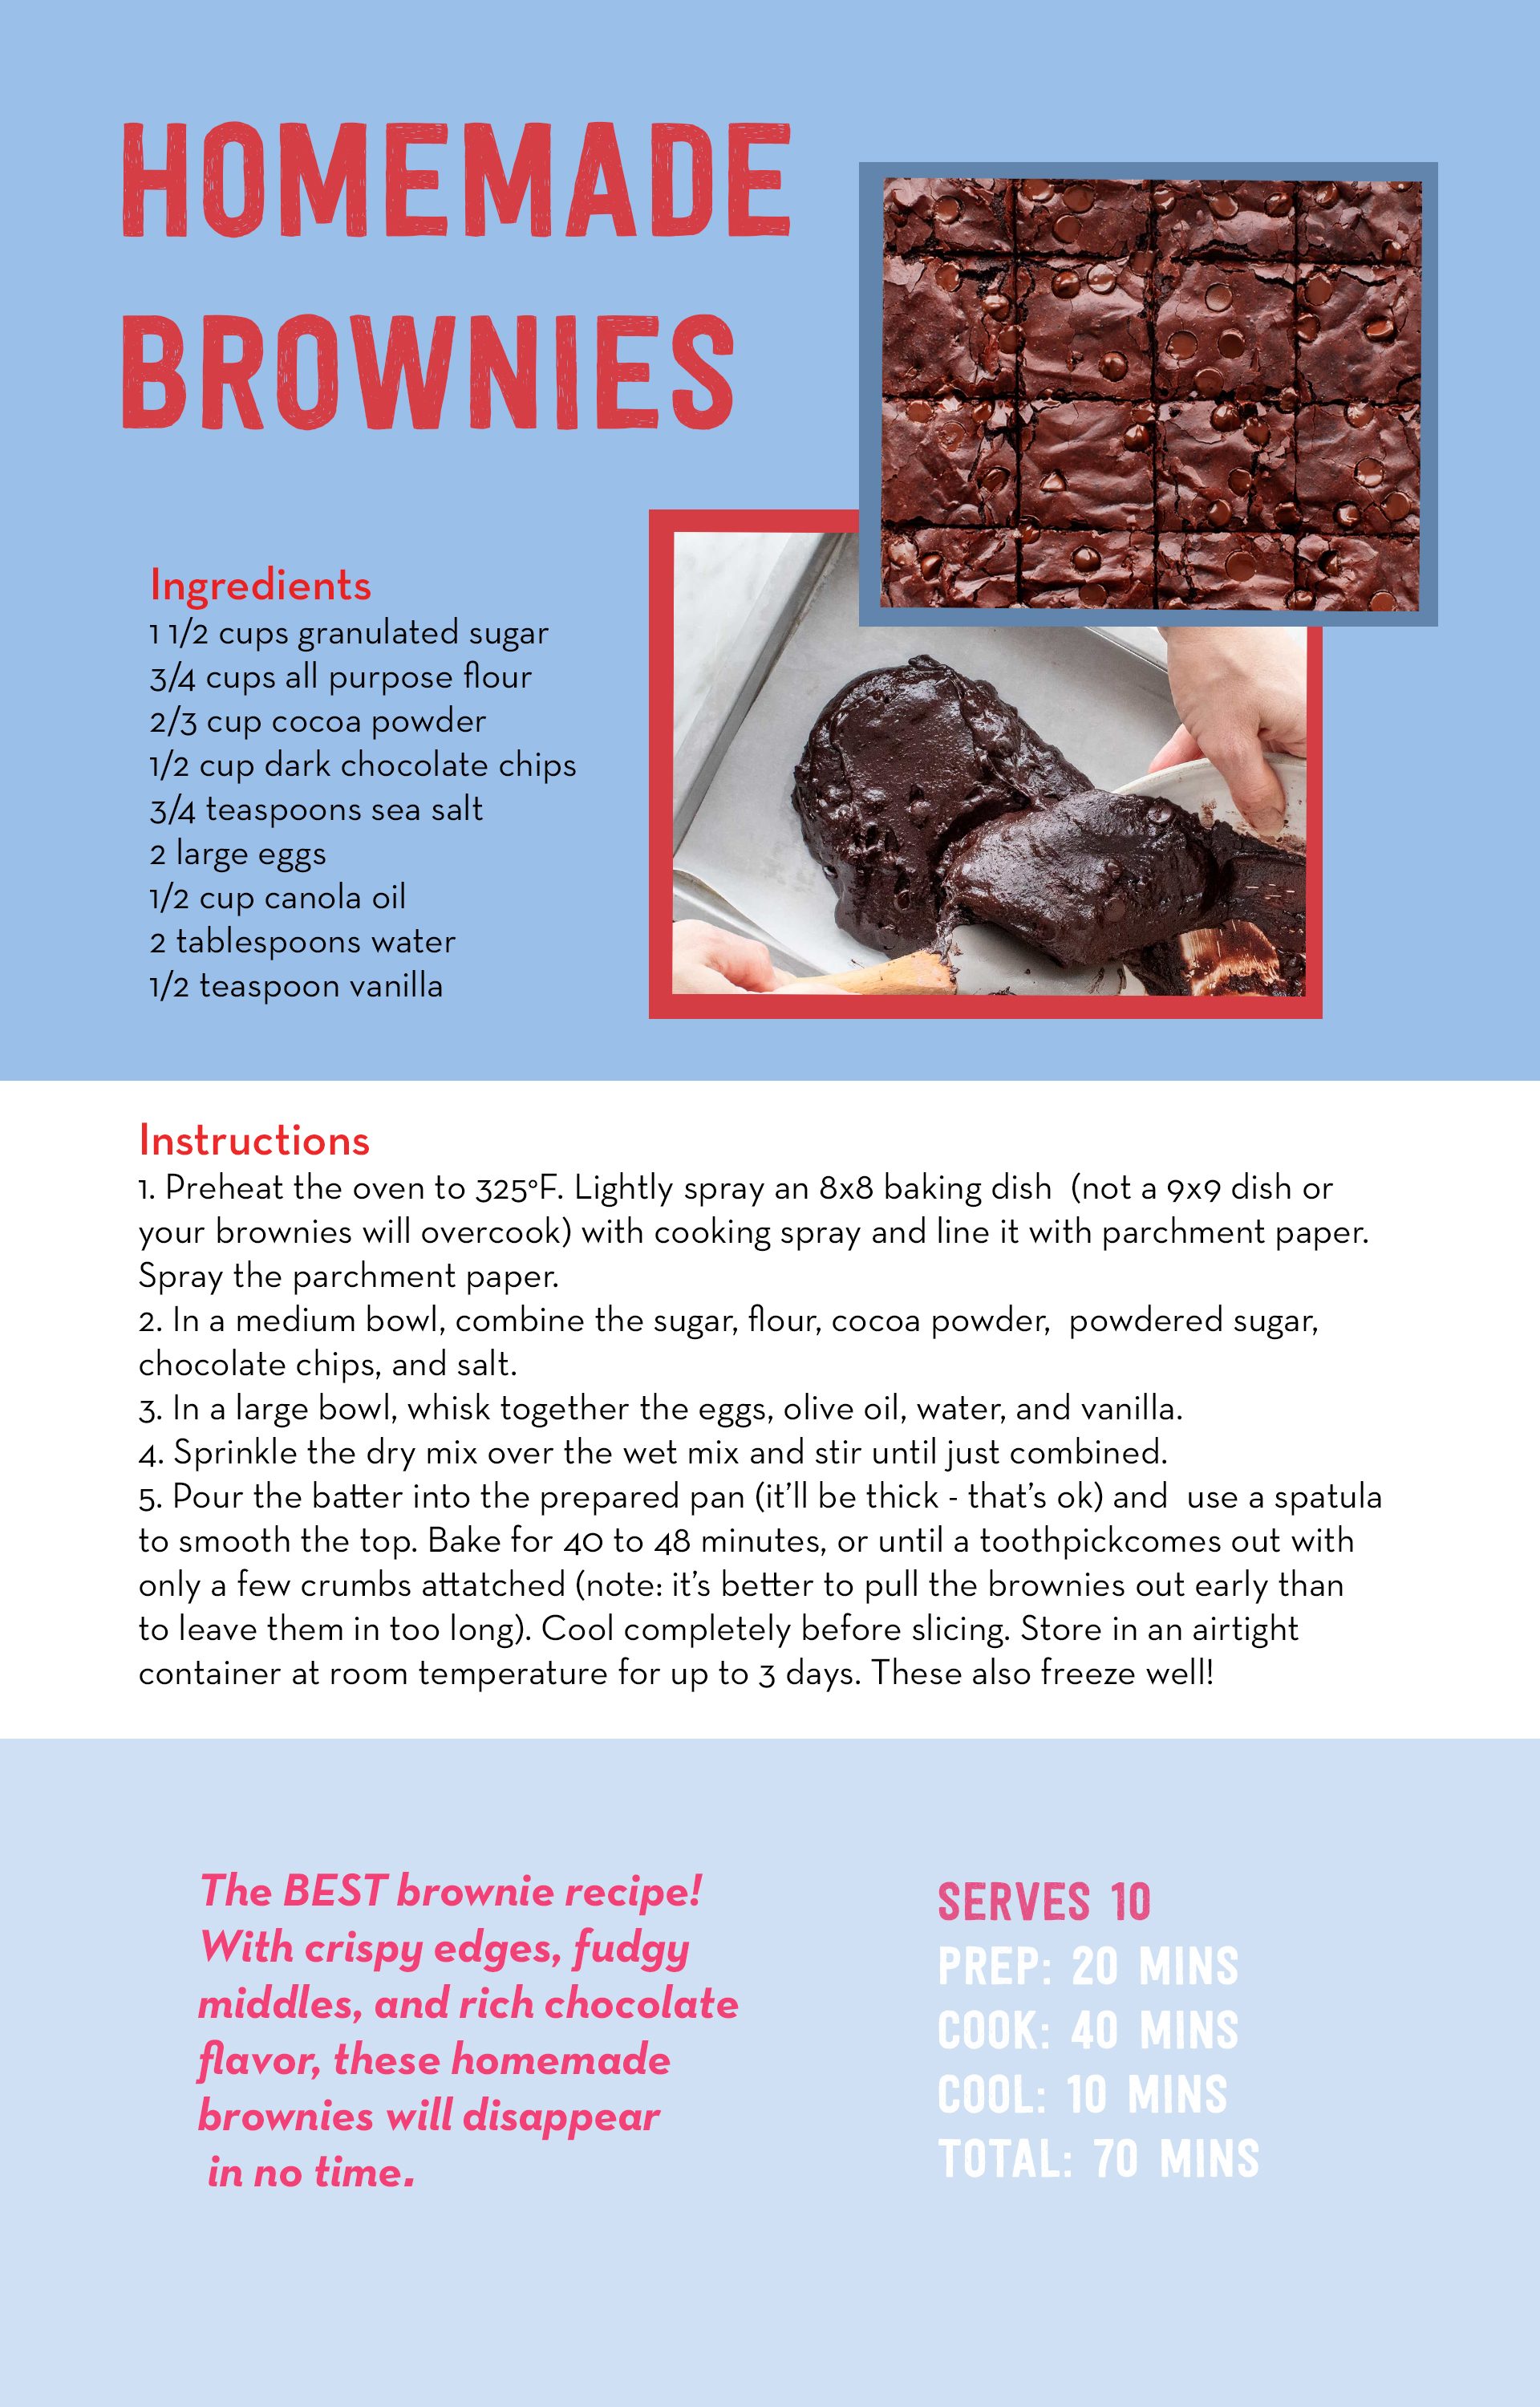 HOMEMADE
BROWNIES
Ingredients
1 1/2 cups granulated sugar
3/4 cups all purpose flour
2/3 cup cocoa powder
1/2 cup dark chocolate chips
3/4 teaspoons sea salt
2 large eggs
1/2 cup canola oil
2 tablespoons water
1/2 teaspoon vanilla
Instructions
1. Preheat the oven to 325°F. Lightly spray an 8x8 baking dish  (not a 9x9 dish or
your brownies will overcook) with cooking spray and line it with parchment paper.
Spray the parchment paper.
2. In a medium bowl, combine the sugar, flour, cocoa powder,  powdered sugar,
chocolate chips, and salt.
3. In a large bowl, whisk together the eggs, olive oil, water, and vanilla.
4. Sprinkle the dry mix over the wet mix and stir until just combined.
5. Pour the batter into the prepared pan (it’ll be thick - that’s ok) and  use a spatula
to smooth the top. Bake for 40 to 48 minutes, or until a toothpickcomes out with
only a few crumbs attatched (note: it’s better to pull the brownies out early than
to leave them in too long). Cool completely before slicing. Store in an airtight
container at room temperature for up to 3 days. These also freeze well!
The BEST brownie recipe!
With crispy edges, fudgy
middles, and rich chocolate
flavor, these homemade
brownies will disappear
in no time.
SERVES 10
PREP: 20 MINS
COOK: 40 MINS
COOL: 10 MINS
TOTAL: 70 MINS